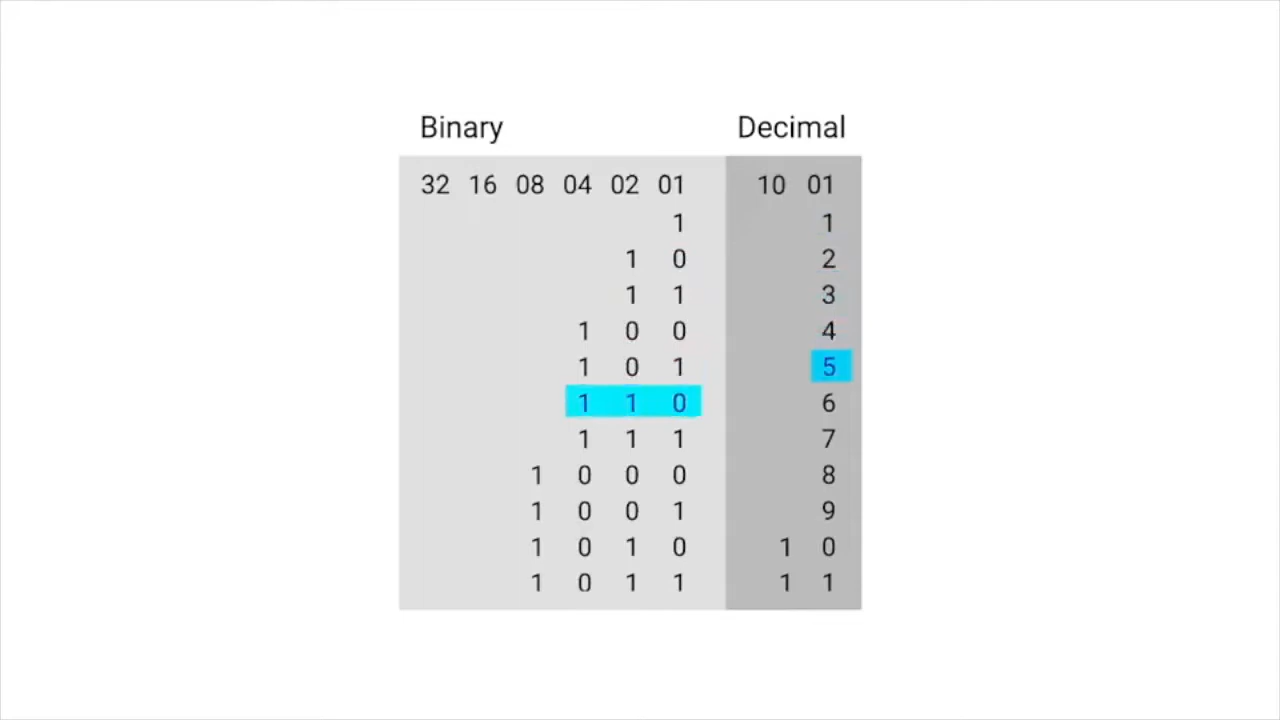 Binary Decimal
32 16 08 04 02 01 10 01
1 1
1 0 2
1 1 3
1 0 0 4
1 0 1 5
1 1 0 6
1 1 1 7
1 0 0 0 8
1 0 0 1 9
1 0 1 0 1 0
1 0 1 1 1 1